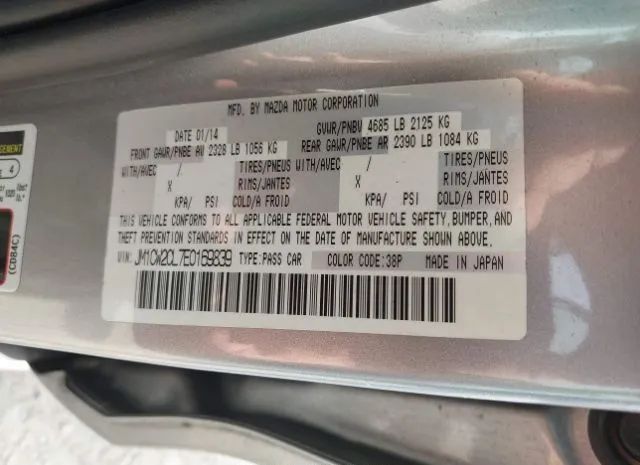 MFD. BY MAZDA MOTOR CORPORATION
DATE 01/14 GVWR/PNBV 4685 LB 2125 KG
FRONT GAWR/PNBE AV 2328 LB 1056 KG REAR GAWR/PNBE AR 2390 LB 1084 KG
WITH/AVEC / TIRES/PNEUS WITH/AVEC / TIRES/PNEUS
X RIMS/JANTES X RIMS/JANTES
KPA/ PSI COLD/A FROID KPA/ PSI COLD/A FROID
THIS VEHICLE CONFORMS TO ALL APPLICABLE FEDERAL MOTOR VEHICLE SAFETY, BUMPER, AND
THEFT PREVENTION STANDARDS IN EFFECT ON THE DATE OF MANUFACTURE SHOWN ABOVE.
VIN: JM1CW2CL7E0169839 TYPE:PASS CAR COLOR CODE:38P MADE IN JAPAN
4
(CD84C)